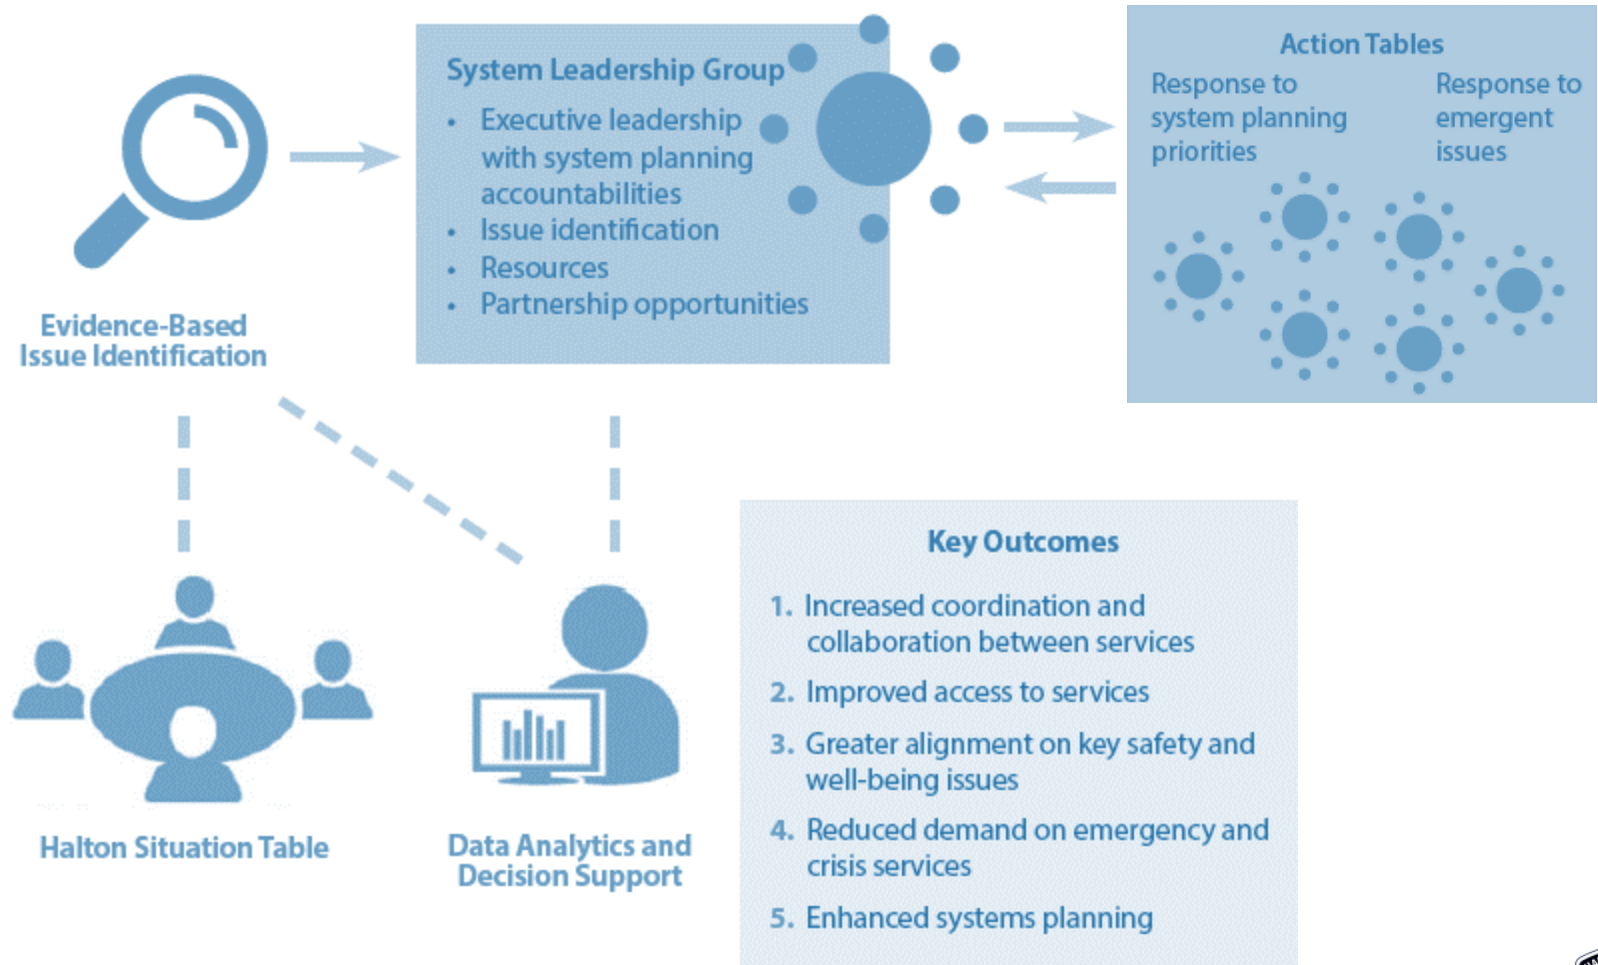 System Leadership Group
• Executive leadership
with system planning
accountabilities
• Issue identification
• Resources
• Partnership opportunities
Action Tables
Response to
system planning
priorities
Response to
emergent
issues
Evidence-Based
Issue Identification
Halton Situation Table
Data Analytics and
Decision Support
Key Outcomes
1. Increased coordination and
collaboration between services
2. Improved access to services
3. Greater alignment on key safety and
well-being issues
4. Reduced demand on emergency and
crisis services
5. Enhanced systems planning